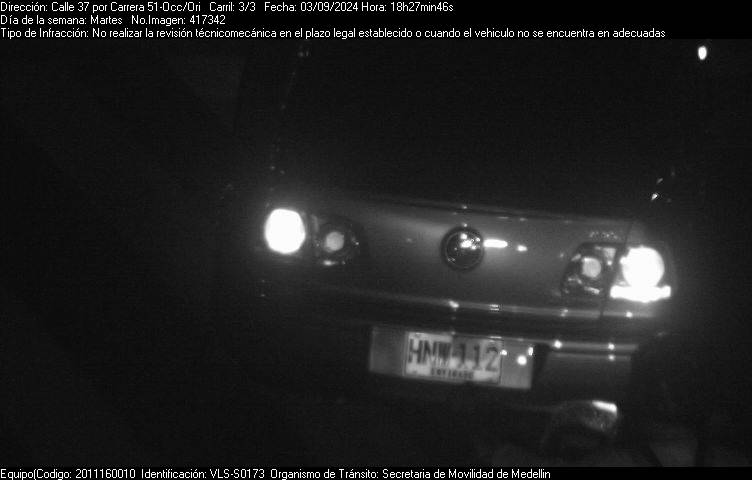 Dirección: Calle 37 por Carrera 51-Occ/Ori Carril: 3/3 Fecha: 03/09/2024 Hora: 18h27min46s
Día de la semana: Martes No.Imagen: 417342
Tipo de Infracción: No realizar la revisión técnicomecánica en el plazo legal establecido o cuando el vehiculo no se encuentra en adecuadas
HNW 112
ENVIGADO
Equipo(Codigo: 2011160010 Identificación: VLS-S0173 Organismo de Tránsito: Secretaria de Movilidad de Medellin